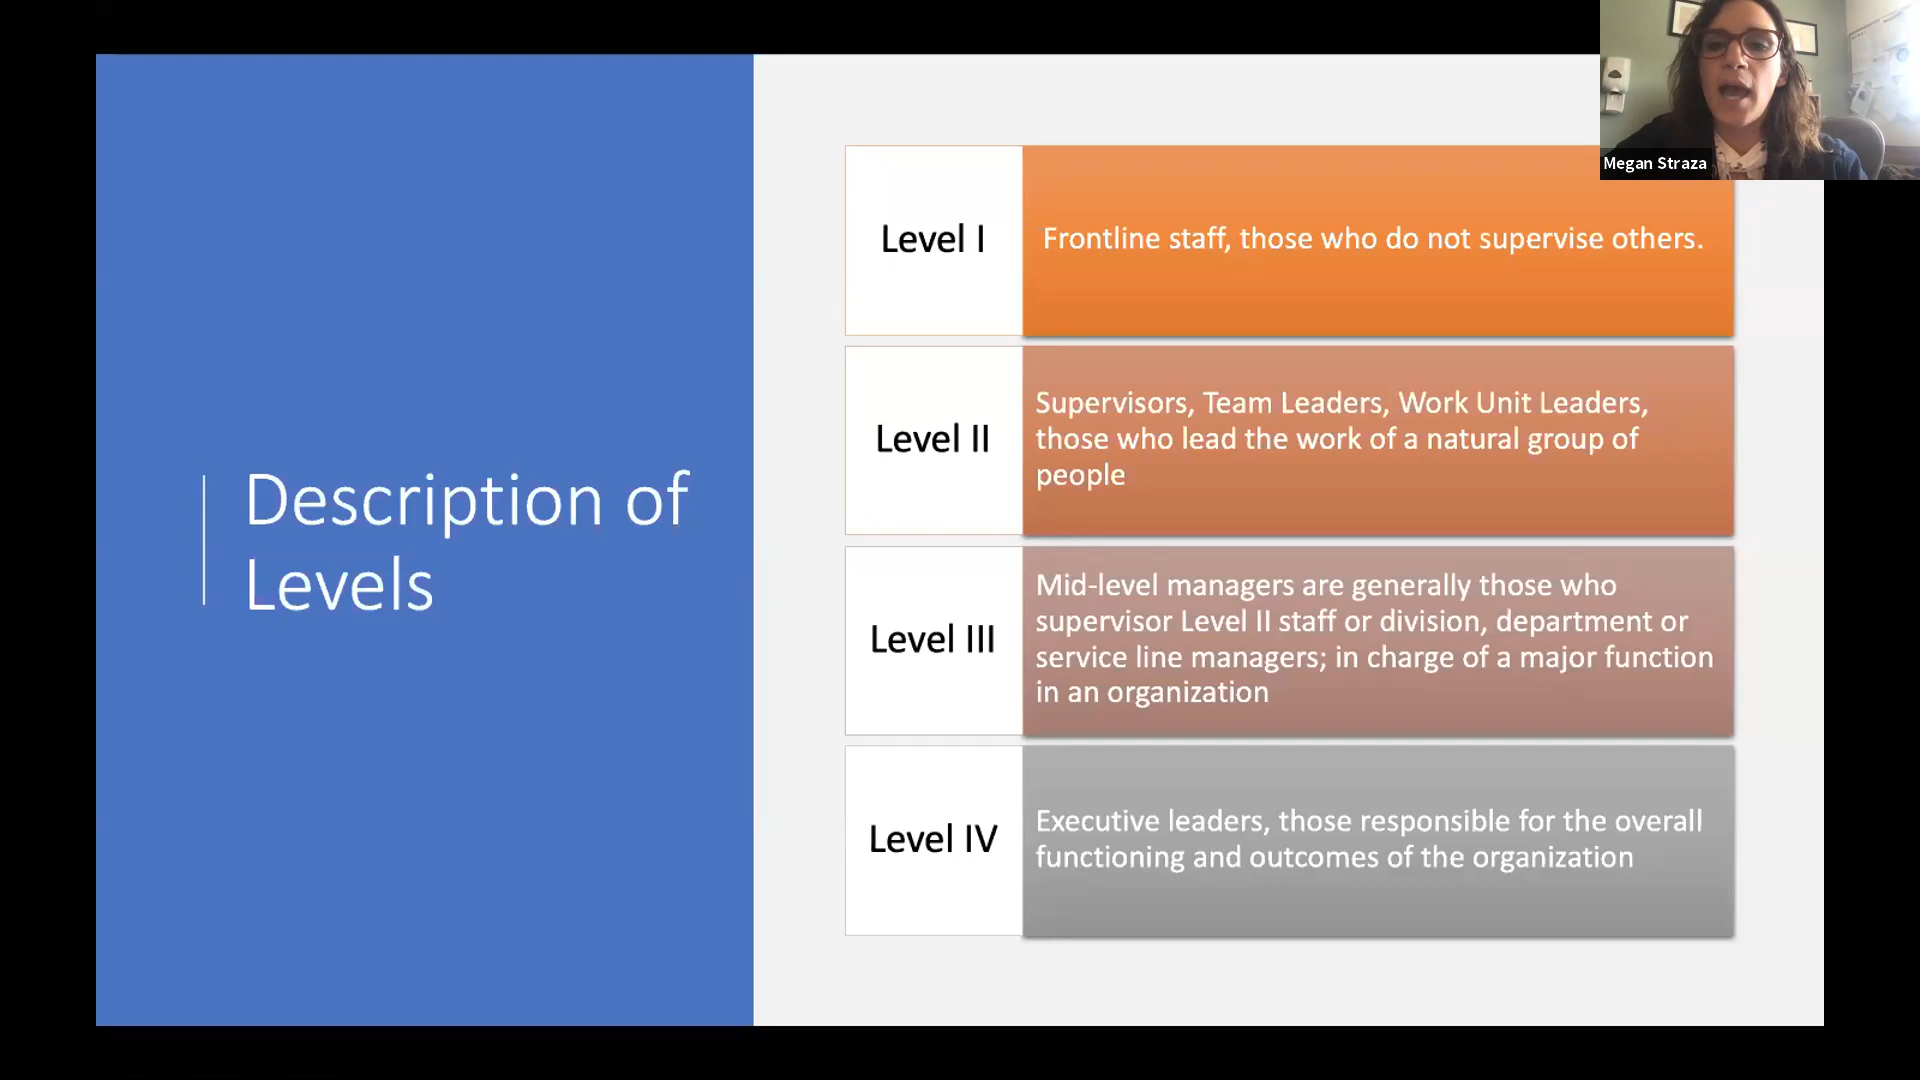 Megan Straza
Description of
Levels
Level I
Frontline staff, those who do not supervise others.
Level II
Supervisors, Team Leaders, Work Unit Leaders,
those who lead the work of a natural group of
people
Level III
Mid-level managers are generally those who
supervisor Level II staff or division, department or
service line managers; in charge of a major function
in an organization
Level IV
Executive leaders, those responsible for the overall
functioning and outcomes of the organization